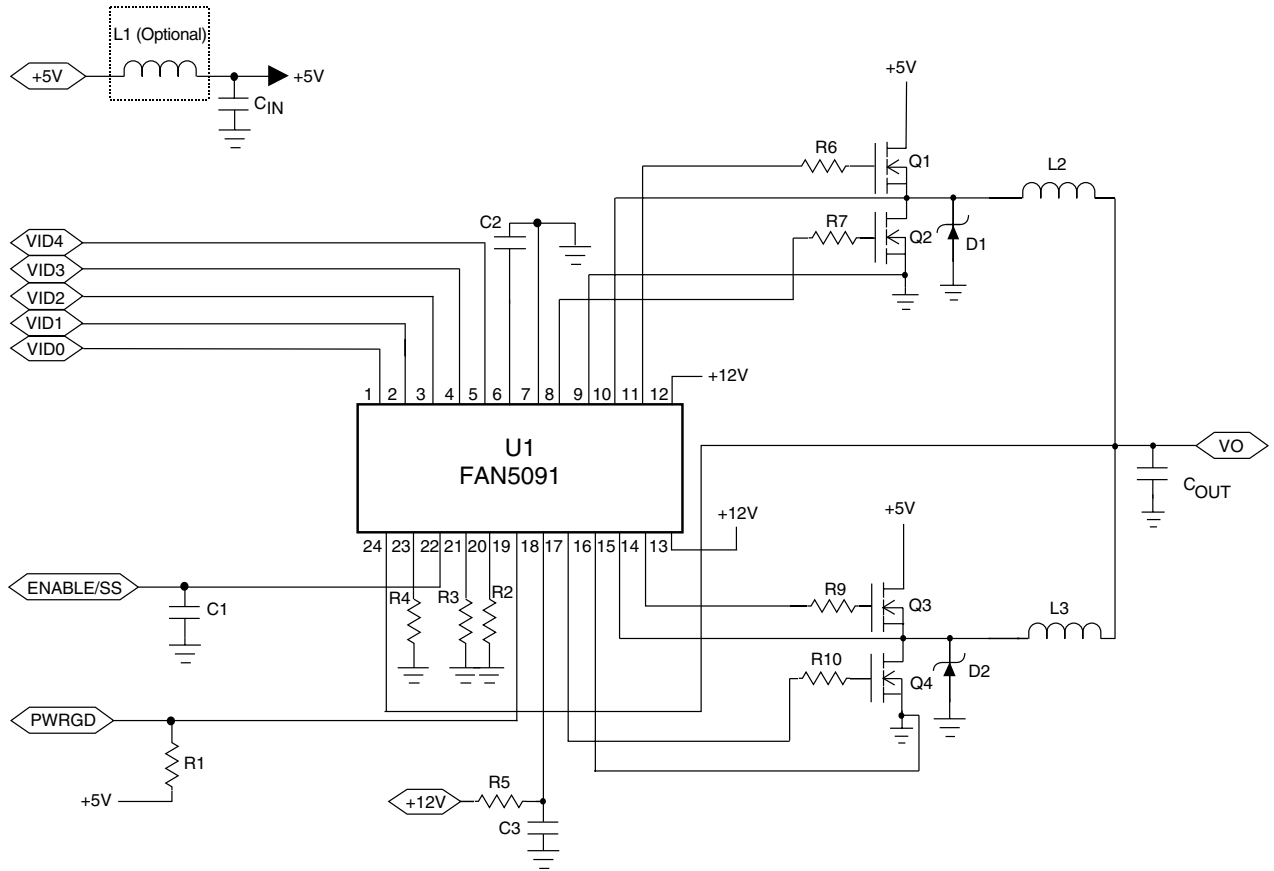 L1 (Optional)
+5V
+5V
C IN
+5V
R6
Q1
L2
C2
R7
Q2
D1
VID4
VID3
VID2
VID1
VID0
+12V
1 2 3 4 5 6 7 8 9 10 11 12
U1
FAN5091
VO
C OUT
+12V
+5V
24 23 22 21 20 19 18 17 16 15 14 13
ENABLE/SS
C1
R4
R3
R2
R9
Q3
L3
R10
Q4
D2
PWRGD
R1
+5V
+12V
R5
C3